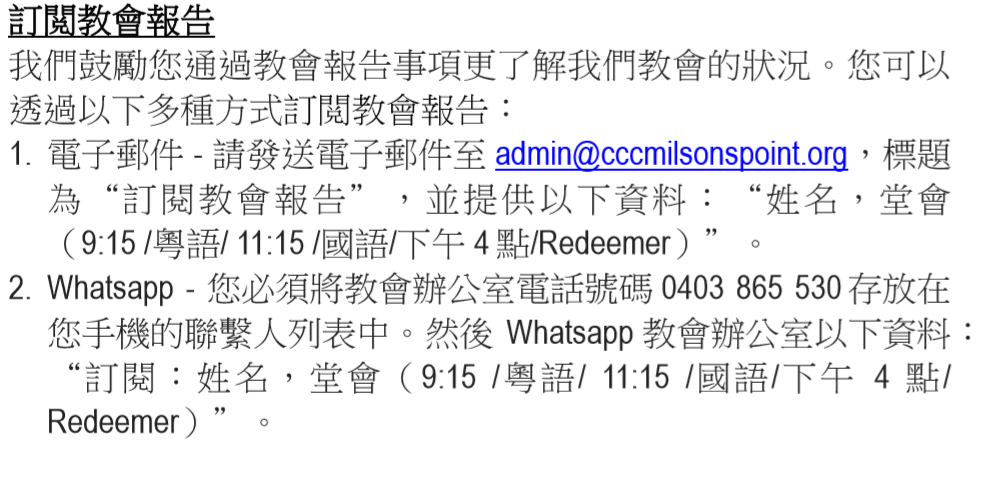 訂閲教會報告
我們鼓勵您通過教會報告事項更了解我們教會的狀況。您可以
透過以下多種方式訂閲教會報告：
1. 電子郵件 - 請發送電子郵件至 admin@cccmilsonspoint.org，標題
為“訂閲教會報告”，並提供以下資料：“姓名，堂會
（9:15 /粵語/ 11:15 /國語/下午 4 點/Redeemer）”。
2. Whatsapp - 您必須將教會辦公室電話號碼 0403 865 530 存放在
您手機的聯繫人列表中。然後 Whatsapp 教會辦公室以下資料：
“訂閲：姓名，堂會（9:15 /粵語/ 11:15 /國語/下午 4 點/
Redeemer）”。